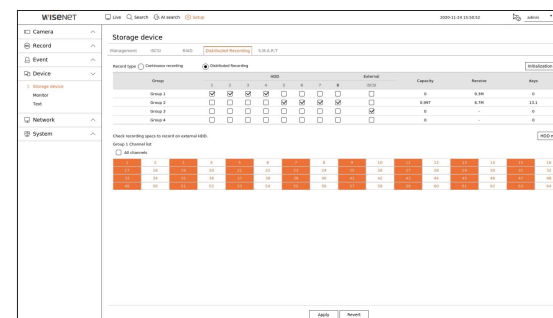 WISENET Live Search AI search Setup 2020-11-24 15:50:52 admin
Camera
Record
Event
Device
Storage device
Monitor
Text
Network
System
Storage device
Management iSCSI RAID Distributed Recording S.M.A.R.T
Record type Continuous recording Distributed Recording Initialization
Group HDD External Capacity Receive Days
1 2 3 4 5 6 7 8 iSCSI
Group 1 0 9.3M 0
Group 2 0.99T 6.7M 13.1
Group 3 0 - 0
Group 4 0 - 0
Check recording specs to record on external HDD.
Group 1 Channel list
All channels
1 2 3 4 5 6 7 8 9 10 11 12 13 14 15 16
17 18 19 20 21 22 23 24 25 26 27 28 29 30 31 32
33 34 35 36 37 38 39 40 41 42 43 44 45 46 47 48
49 50 51 52 53 54 55 56 57 58 59 60 61 62 63 64
Apply Revert